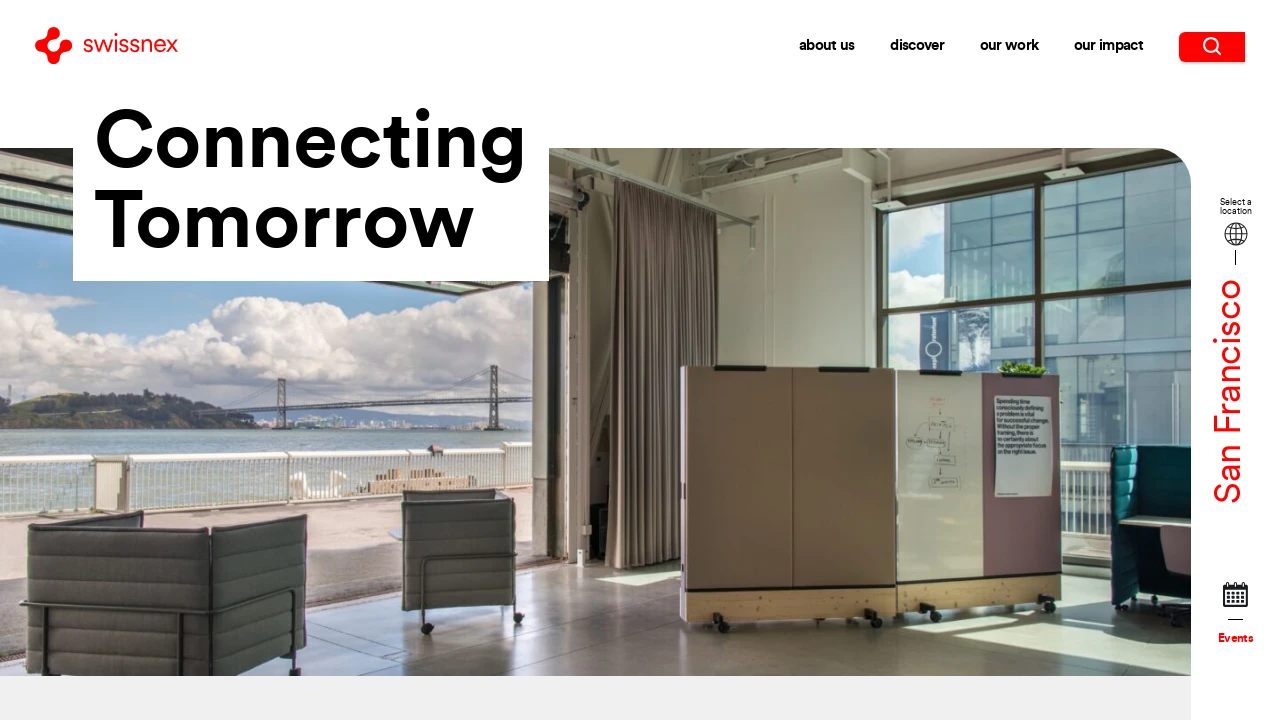 swissnex
about us
discover
our work
our impact
Connecting
Tomorrow
Select a
location
San Francisco
Events
Spending time
consciously defining
a problem is vital
for successful change.
Without the proper
framing, there is
no certainty about
the appropriate focus
on the right issue.